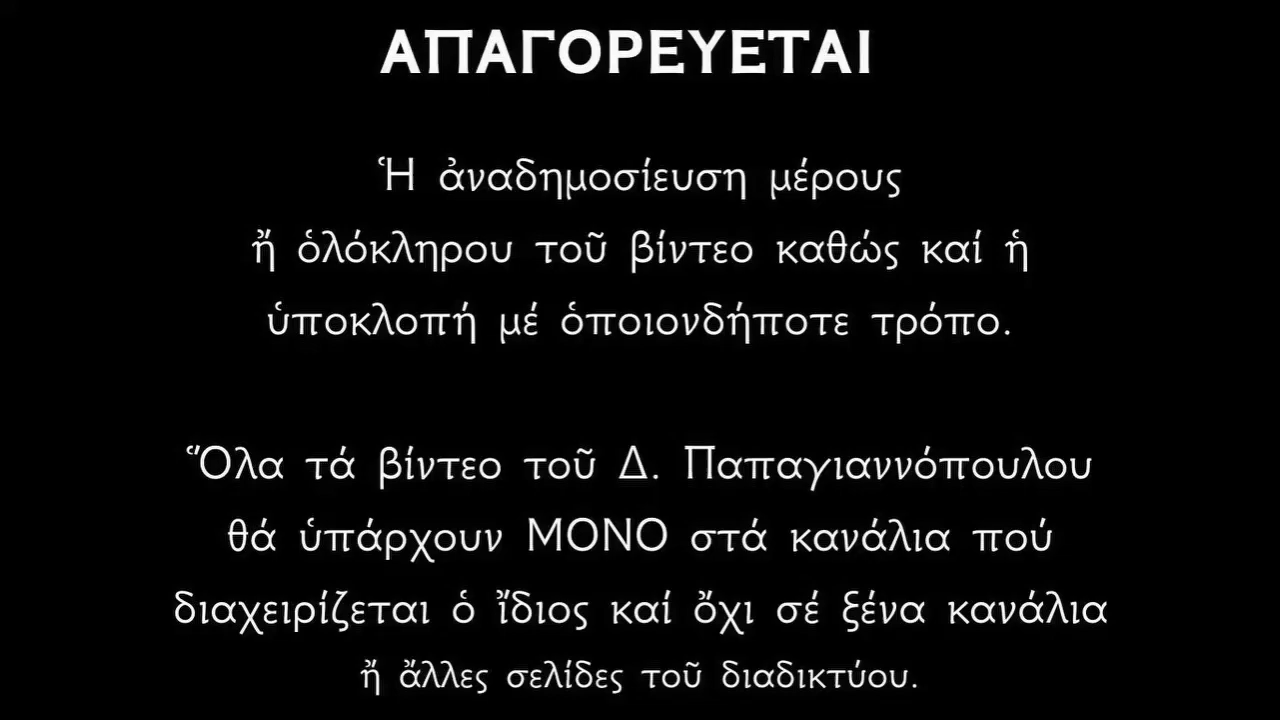 ΑΠΑΓΟΡΕΥΕΤΑΙ
Ἡ ἀναδημοσίευση μέρους
ἤ ὁλόκληρου τοῦ βίντεο καθώς καί ἡ
ὑποκλοπή μέ ὁποιονδήποτε τρόπο.
Ὅλα τά βίντεο τοῦ Δ. Παπαγιαννόπουλου
θά ὑπάρχουν ΜΟΝΟ στά κανάλια πού
διαχειρίζεται ὁ ἴδιος καί ὄχι σέ ξένα κανάλια
ἤ ἄλλες σελίδες τοῦ διαδικτύου.